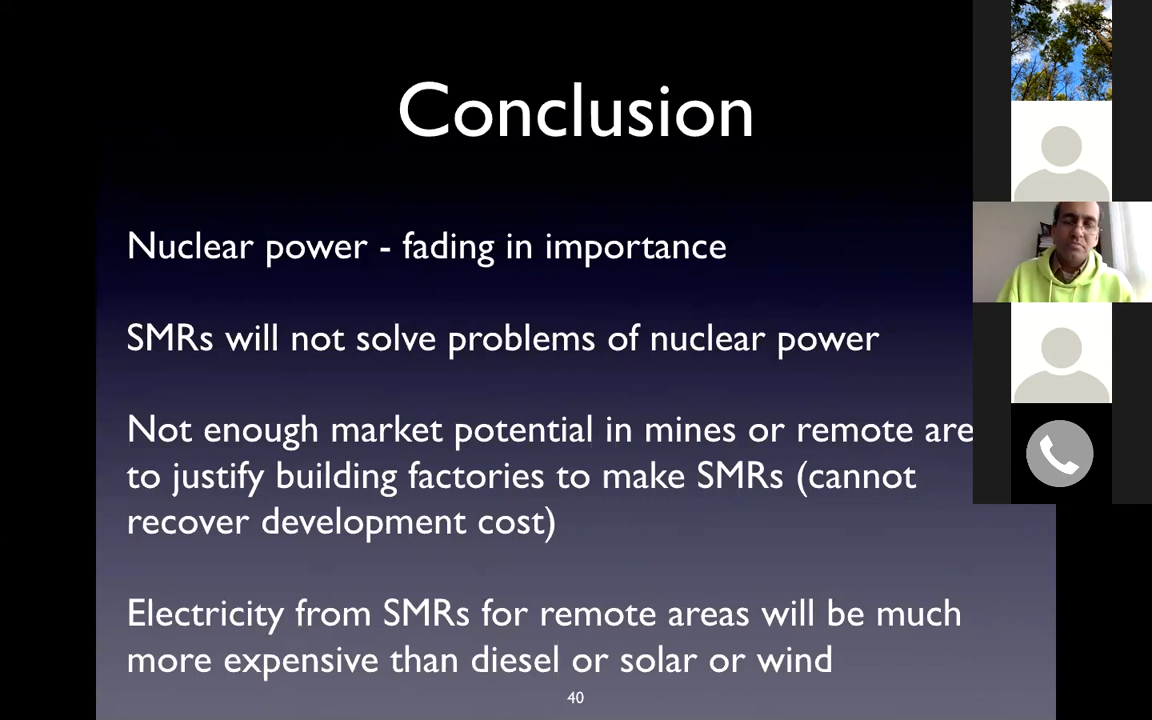 Conclusion
Nuclear power - fading in importance
SMRs will not solve problems of nuclear power
Not enough market potential in mines or remote are
to justify building factories to make SMRs (cannot
recover development cost)
Electricity from SMRs for remote areas will be much
more expensive than diesel or solar or wind
40